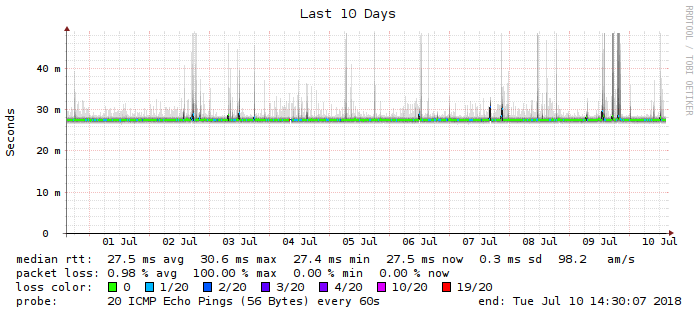 Last 10 Days
RRDTOOL / TOBI OETIKER
Seconds
40 m
30 m
20 m
10 m
0
01 Jul 02 Jul 03 Jul 04 Jul 05 Jul 06 Jul 07 Jul 08 Jul 09 Jul 10 Jul
median rtt: 27.5 ms avg 30.6 ms max 27.4 ms min 27.5 ms now 0.3 ms sd 98.2 am/s
packet loss: 0.98 % avg 100.00 % max 0.00 % min 0.00 % now
loss color: 0 1/20 2/20 3/20 4/20 10/20 19/20
probe: 20 ICMP Echo Pings (56 Bytes) every 60s end: Tue Jul 10 14:30:07 2018